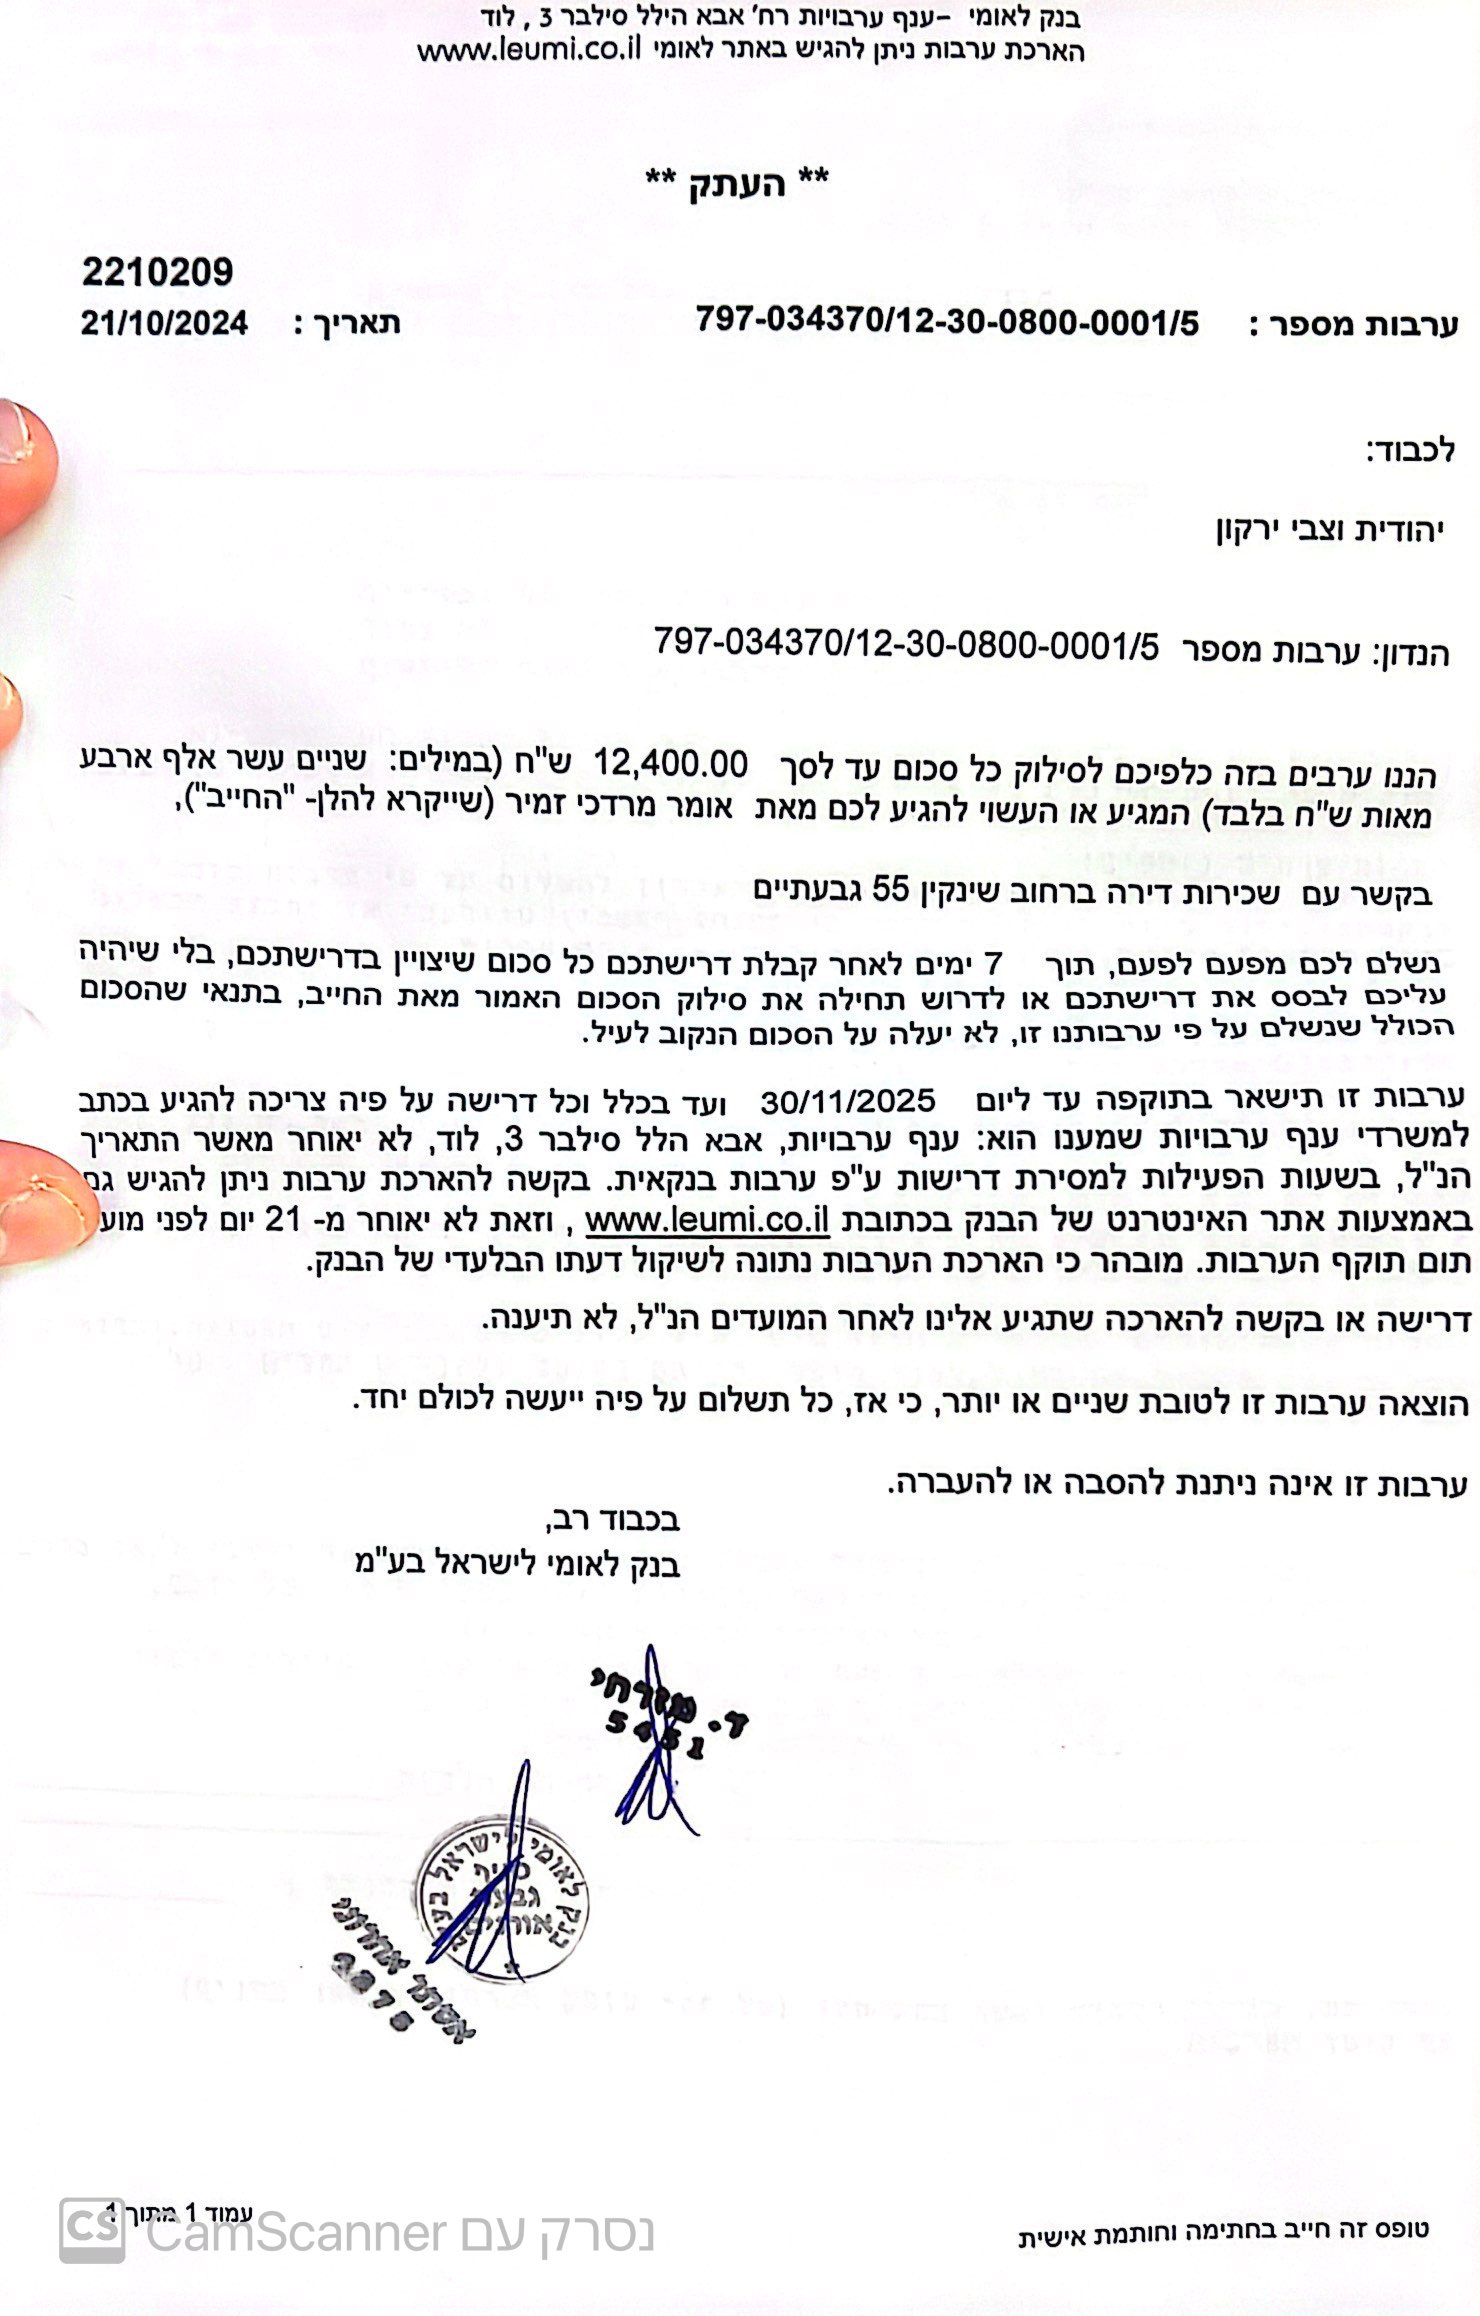 בנק לאומי –ענף ערבויות רח' אבא הילל סילבר 3 , לוד
הארכת ערבות ניתן להגיש באתר לאומי www.leumi.co.il
** העתק **
2210209
ערבות מספר : 797-034370/12-30-0800-0001/5 תאריך : 21/10/2024
לכבוד:
יהודית וצבי ירקון
הנדון: ערבות מספר 797-034370/12-30-0800-0001/5
הננו ערבים בזה כלפיכם לסילוק כל סכום עד לסך 12,400.00 ש"ח (במילים: שניים עשר אלף ארבע
מאות ש"ח בלבד) המגיע או העשוי להגיע לכם מאת אומר מרדכי זמיר (שייקרא להלן- "החייב"),
בקשר עם שכירות דירה ברחוב שינקין 55 גבעתיים
נשלם לכם מפעם לפעם, תוך 7 ימים לאחר קבלת דרישתכם כל סכום שיצויין בדרישתכם, בלי שיהיה
עליכם לבסס את דרישתכם או לדרוש תחילה את סילוק הסכום האמור מאת החייב, בתנאי שהסכום
הכולל שנשלם על פי ערבותנו זו, לא יעלה על הסכום הנקוב לעיל.
ערבות זו תישאר בתוקפה עד ליום 30/11/2025 ועד בכלל וכל דרישה על פיה צריכה להגיע בכתב
למשרדי ענף ערבויות שמענו הוא: ענף ערבויות, אבא הלל סילבר 3, לוד, לא יאוחר מאשר התאריך
הנ"ל, בשעות הפעילות למסירת דרישות ע"פ ערבות בנקאית. בקשה להארכת ערבות ניתן להגיש גם
באמצעות אתר האינטרנט של הבנק בכתובת www.leumi.co.il , וזאת לא יאוחר מ- 21 יום לפני מוע
תום תוקף הערבות. מובהר כי הארכת הערבות נתונה לשיקול דעתו הבלעדי של הבנק.
דרישה או בקשה להארכה שתגיע אלינו לאחר המועדים הנ"ל, לא תיענה.
הוצאה ערבות זו לטובת שניים או יותר, כי אז, כל תשלום על פיה ייעשה לכולם יחד.
ערבות זו אינה ניתנת להסבה או להעברה.
בכבוד רב,
בנק לאומי לישראל בע"מ
ד. מזרחי
5451
בנק לאומי לישראל בע"מ
סניף
גבעת
אורנים
אסתר אהרוני
עמוד 1 מתוך 1
CS נסרק עם CamScanner
טופס זה חייב בחתימה וחותמת אישית